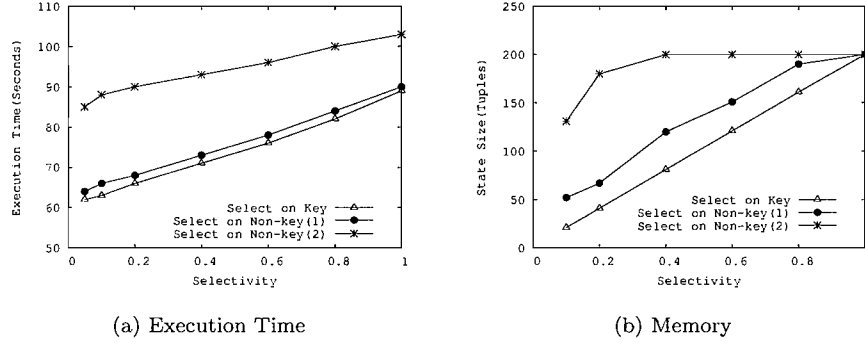 110
100
90
80
70
60
50
Execution Time(Seconds)
0 0.2 0.4 0.6 0.8 1
Selectivity
Select on Key
Select on Non-key(1)
Select on Non-key(2)
(a) Execution Time
250
200
150
100
50
0
State Size(Tuples)
0 0.2 0.4 0.6 0.8
Selectivity
Select on Key
Select on Non-key(1)
Select on Non-key(2)
(b) Memory